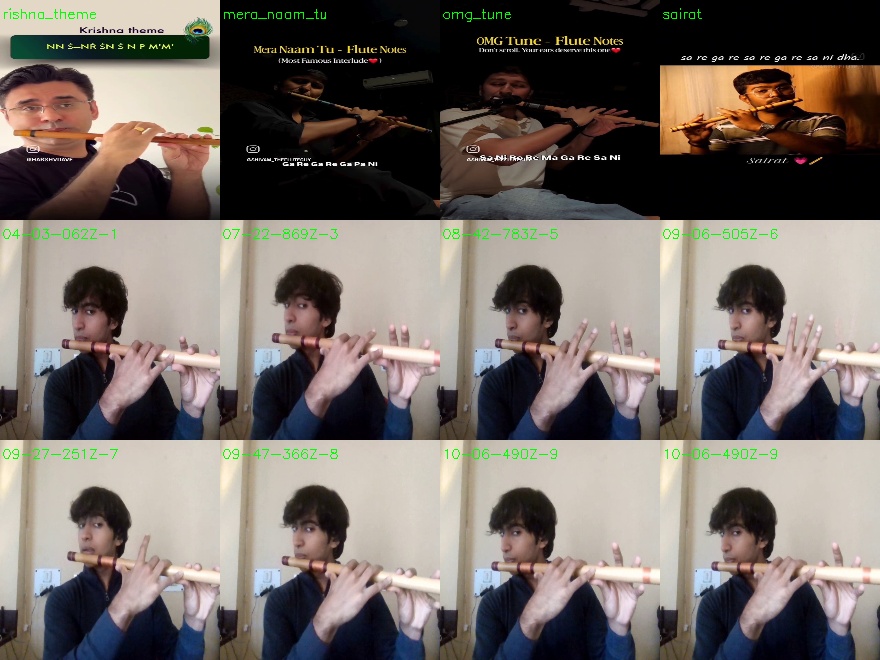 rishna_theme
Krishna theme
NN Ṡ–NR ṠN Ṡ N P M'M'
@HARSHVIJAVE
mera_naam_tu
Mera Naam Tu - Flute Notes
(Most Famous Interlude❤)
@SHIVAM_THEFLUTEGUY
Ga Re Ga Re Ga Pa Ni
omg_tune
OMG Tune - Flute Notes
Don't scroll. Your ears deserve this one❤
Sa Ni Re Re Ma Ga Re Sa Ni
sairat
sa re ga re sa re ga re sa ni dha.
Sairat
04-03-062Z-1
07-22-869Z-3
08-42-783Z-5
09-06-505Z-6
09-27-251Z-7
09-47-366Z-8
10-06-490Z-9
10-06-490Z-9